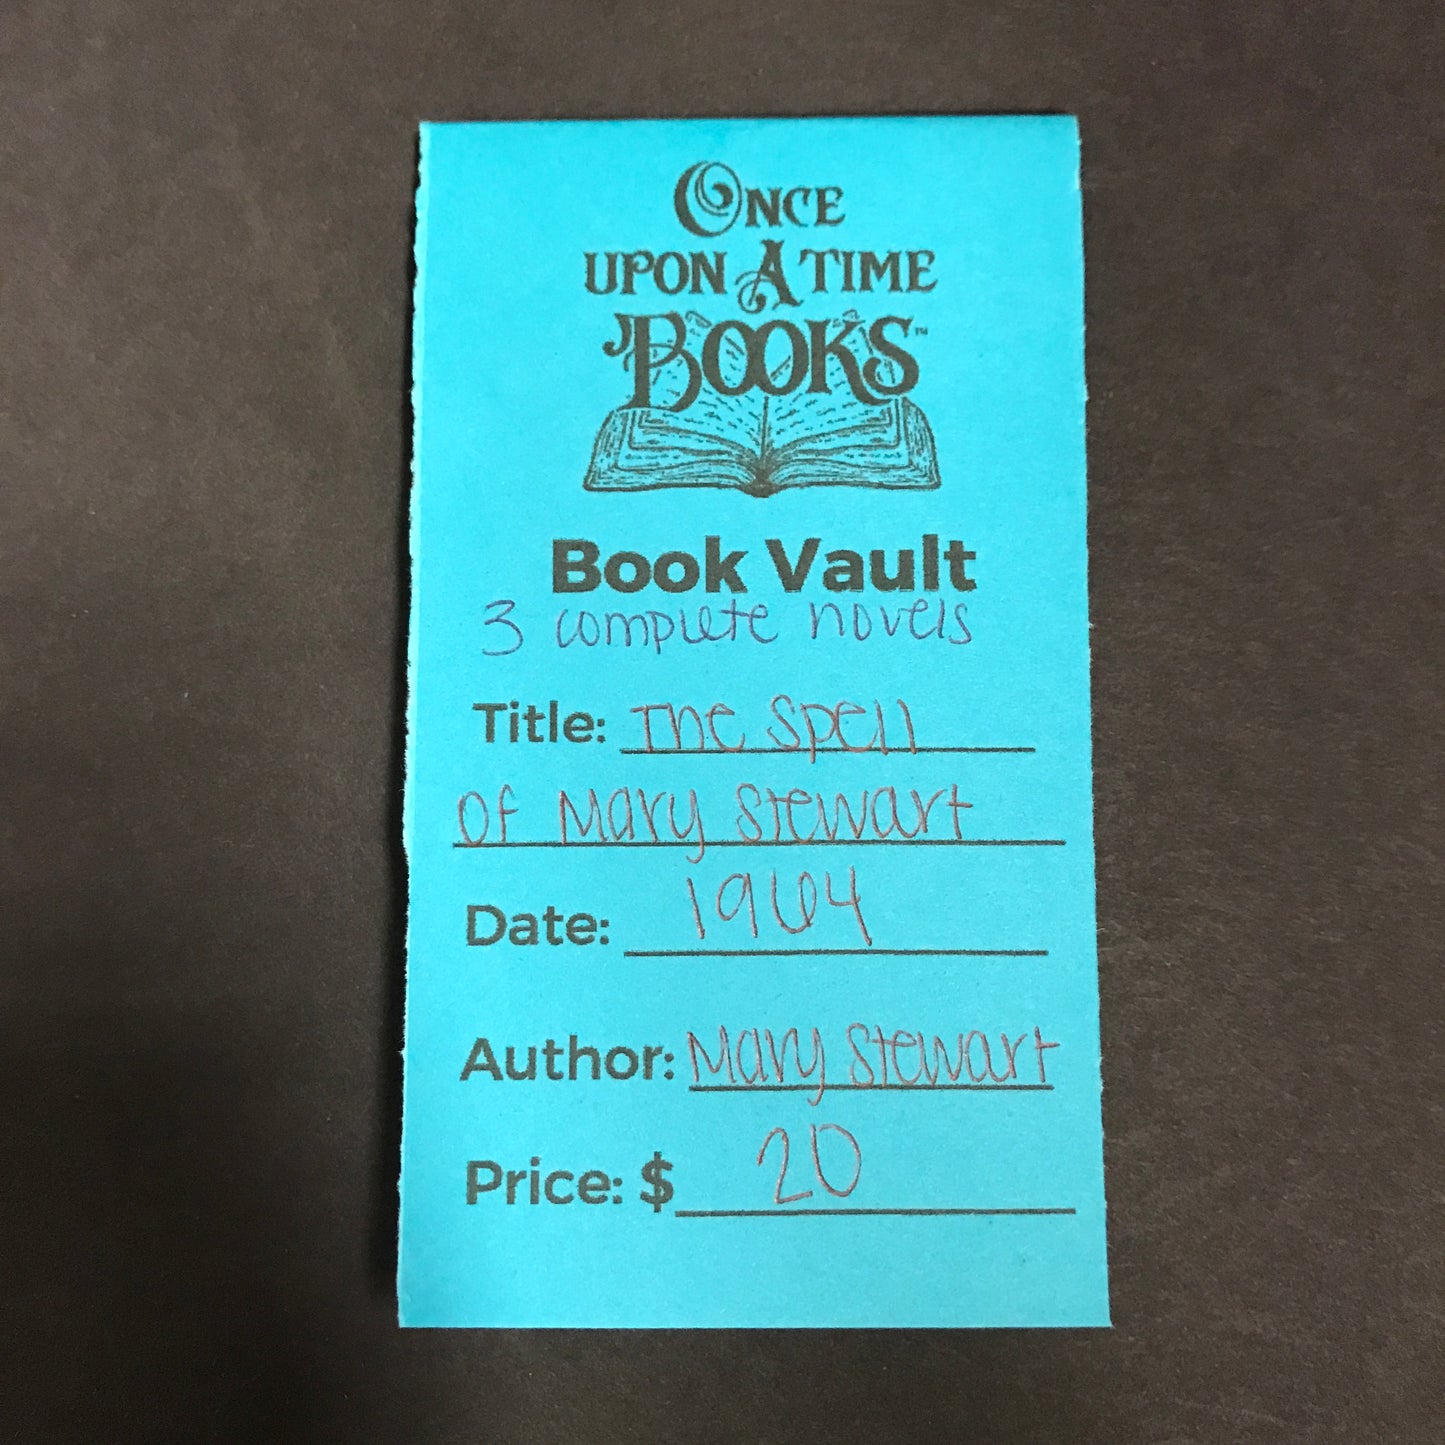 ONCE
UPON A TIME
BOOKS™
Book Vault
3 complete novels
Title: The Spell
Of Mary Stewart
Date: 1964
Author: Mary Stewart
Price: $ 20